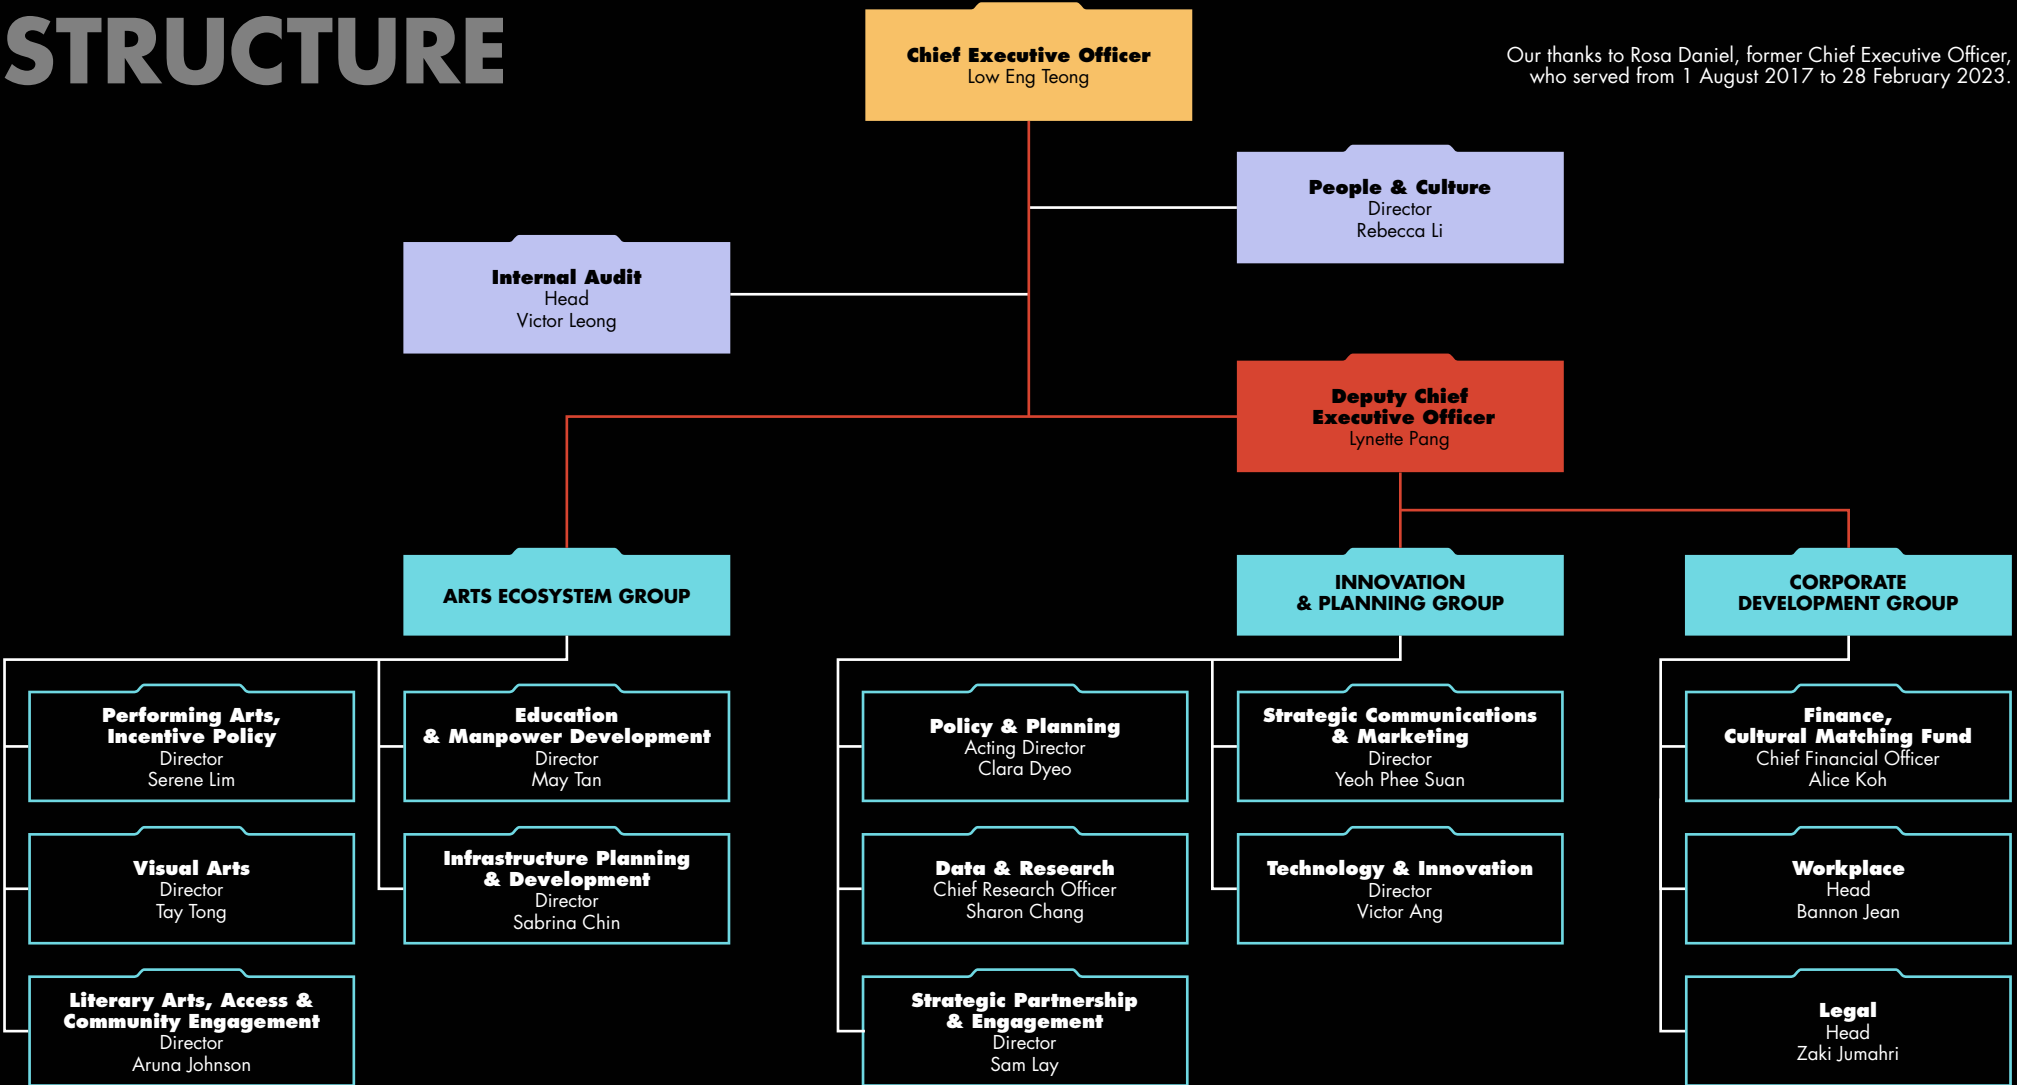 STRUCTURE
Chief Executive Officer
Low Eng Teong
Our thanks to Rosa Daniel, former Chief Executive Officer,
who served from 1 August 2017 to 28 February 2023.
People & Culture
Director
Rebecca Li
Internal Audit
Head
Victor Leong
Deputy Chief
Executive Officer
Lynette Pang
ARTS ECOSYSTEM GROUP
INNOVATION
& PLANNING GROUP
CORPORATE
DEVELOPMENT GROUP
Performing Arts,
Incentive Policy
Director
Serene Lim
Education
& Manpower Development
Director
May Tan
Policy & Planning
Acting Director
Clara Dyeo
Strategic Communications
& Marketing
Director
Yeoh Phee Suan
Finance,
Cultural Matching Fund
Chief Financial Officer
Alice Koh
Visual Arts
Director
Tay Tong
Infrastructure Planning
& Development
Director
Sabrina Chin
Data & Research
Chief Research Officer
Sharon Chang
Technology & Innovation
Director
Victor Ang
Workplace
Head
Bannon Jean
Literary Arts, Access &
Community Engagement
Director
Aruna Johnson
Strategic Partnership
& Engagement
Director
Sam Lay
Legal
Head
Zaki Jumahri